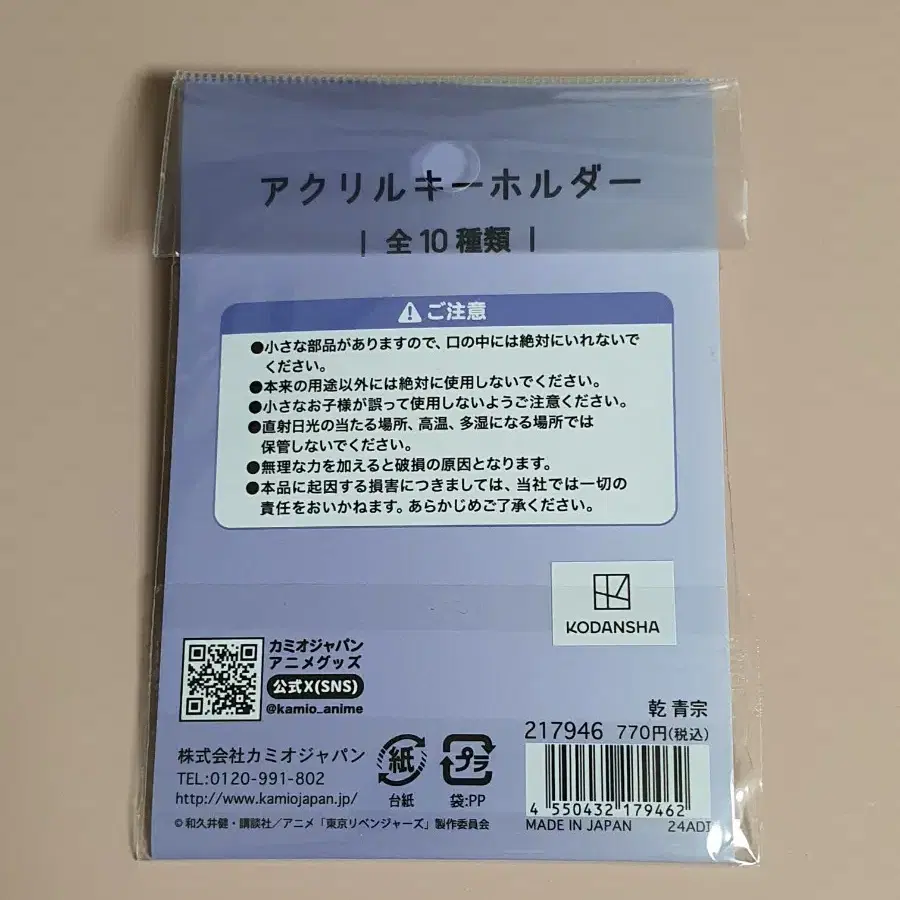 アクリルキーホルダー
| 全10種類 |
ご注意
●小さな部品がありますので、口の中には絶対にいれないで
ください。
●本来の用途以外には絶対に使用しないでください。
●小さなお子様が誤って使用しないようご注意ください。
●直射日光の当たる場所、高温、多湿になる場所では
保管しないでください。
●無理な力を加えると破損の原因となります。
●本品に起因する損害につきましては、当社では一切の
責任をおいかねます。あらかじめご了承ください。
KODANSHA
カミオジャパン
アニメグッズ
公式X(SNS)
@kamio_anime
乾 青宗
217946 770円(税込)
株式会社カミオジャパン
TEL:0120-991-802
http://www.kamiojapan.jp/
紙
台紙
プラ
袋:PP
4 550432 179462
MADE IN JAPAN 24ADI
©和久井健・講談社／アニメ「東京リベンジャーズ」製作委員会